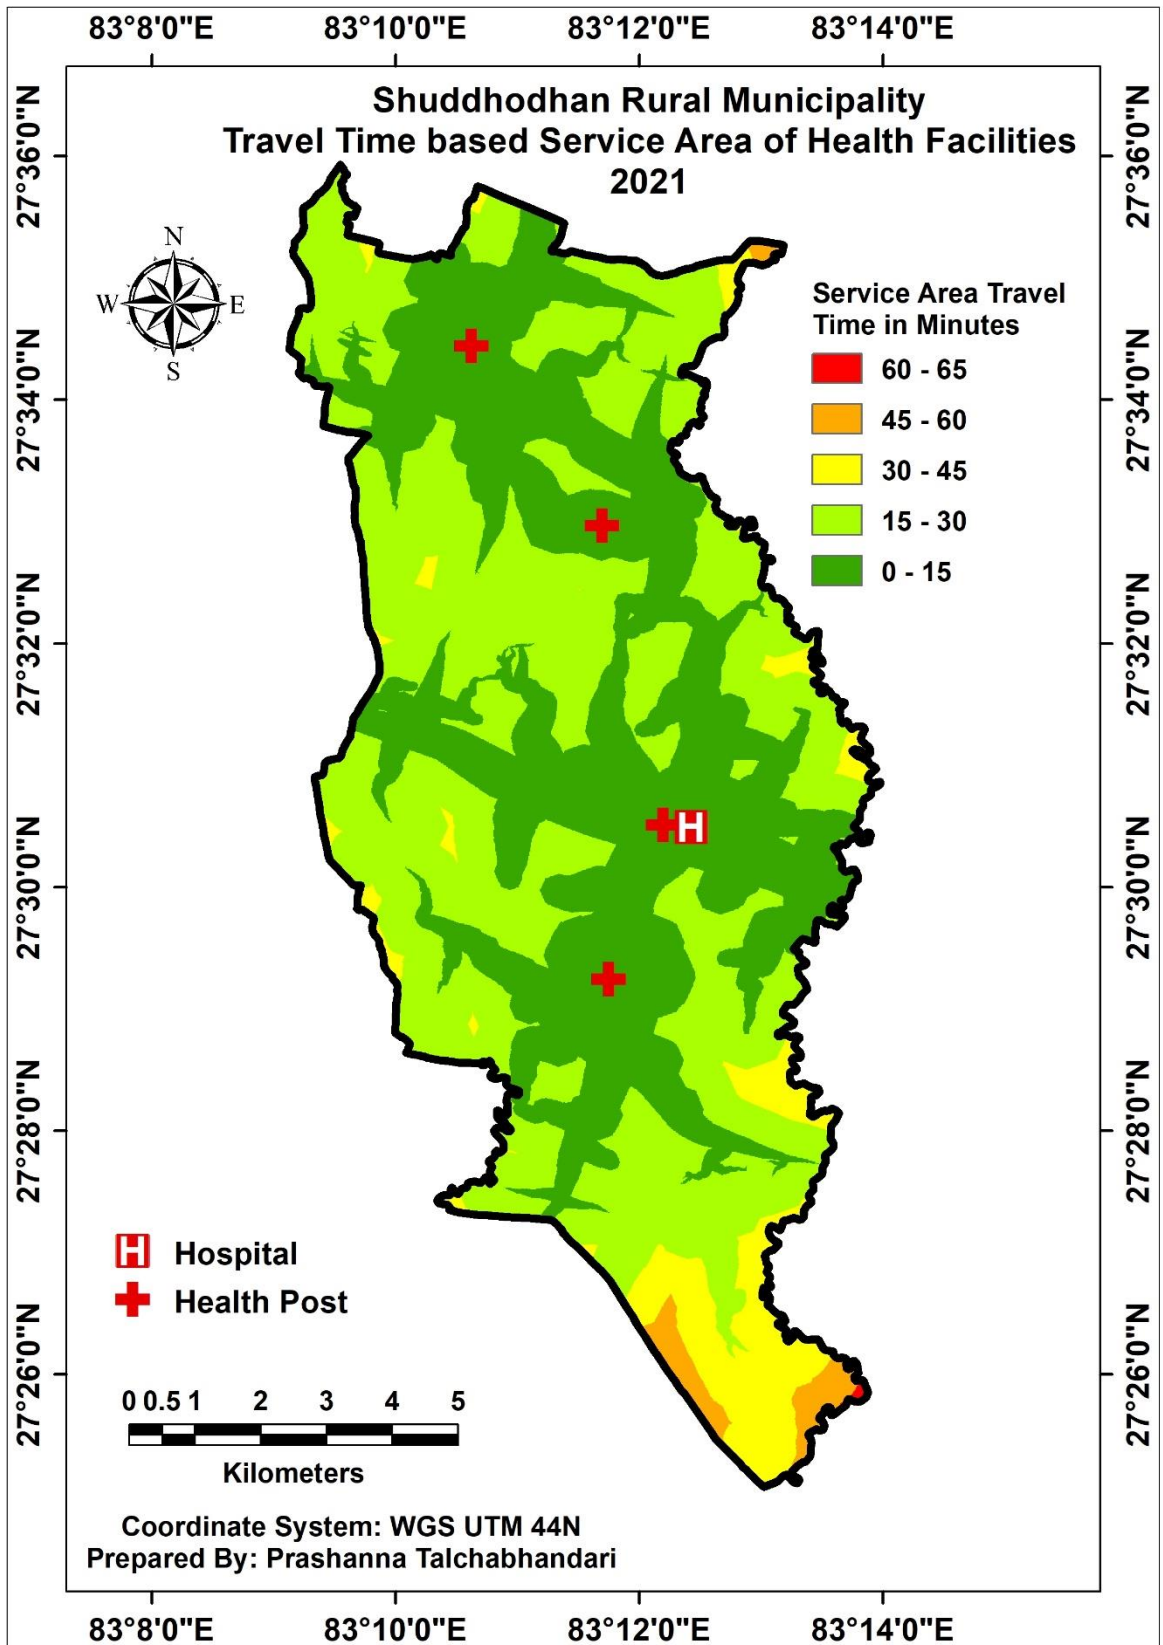 83°8'0"E 83°10'0"E 83°12'0"E 83°14'0"E
Shuddhodhan Rural Municipality
Travel Time based Service Area of Health Facilities
2021
27°36'0"N 27°36'0"N
N
W E
S
Service Area Travel
Time in Minutes
60 - 65
45 - 60
30 - 45
15 - 30
0 - 15
27°34'0"N 27°34'0"N
27°32'0"N 27°32'0"N
H
27°30'0"N 27°30'0"N
27°28'0"N 27°28'0"N
H Hospital
Health Post
27°26'0"N 27°26'0"N
0 0.5 1 2 3 4 5
Kilometers
Coordinate System: WGS UTM 44N
Prepared By: Prashanna Talchabhandari
83°8'0"E 83°10'0"E 83°12'0"E 83°14'0"E